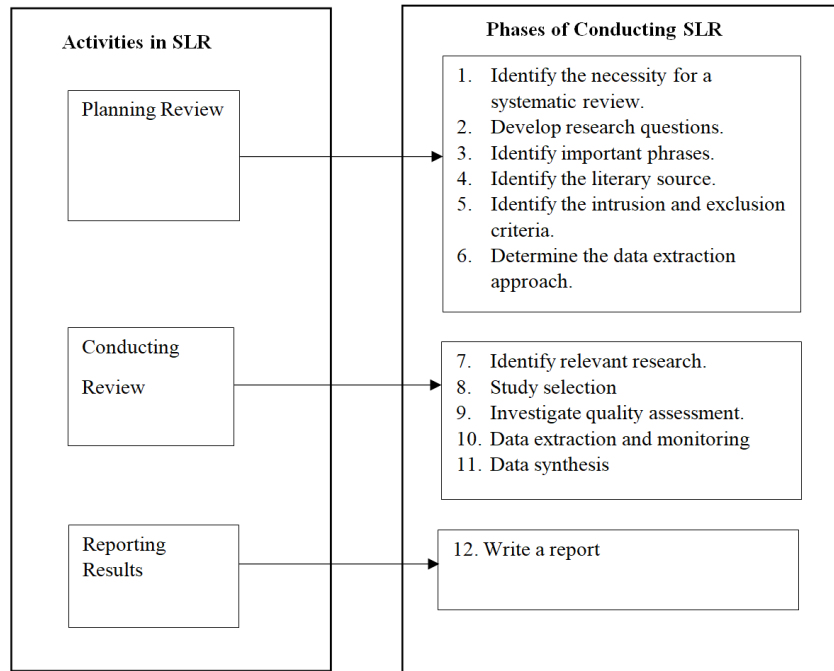 Activities in SLR
Planning Review
Conducting
Review
Reporting
Results
Phases of Conducting SLR
1. Identify the necessity for a
systematic review.
2. Develop research questions.
3. Identify important phrases.
4. Identify the literary source.
5. Identify the intrusion and exclusion
criteria.
6. Determine the data extraction
approach.
7. Identify relevant research.
8. Study selection
9. Investigate quality assessment.
10. Data extraction and monitoring
11. Data synthesis
12. Write a report